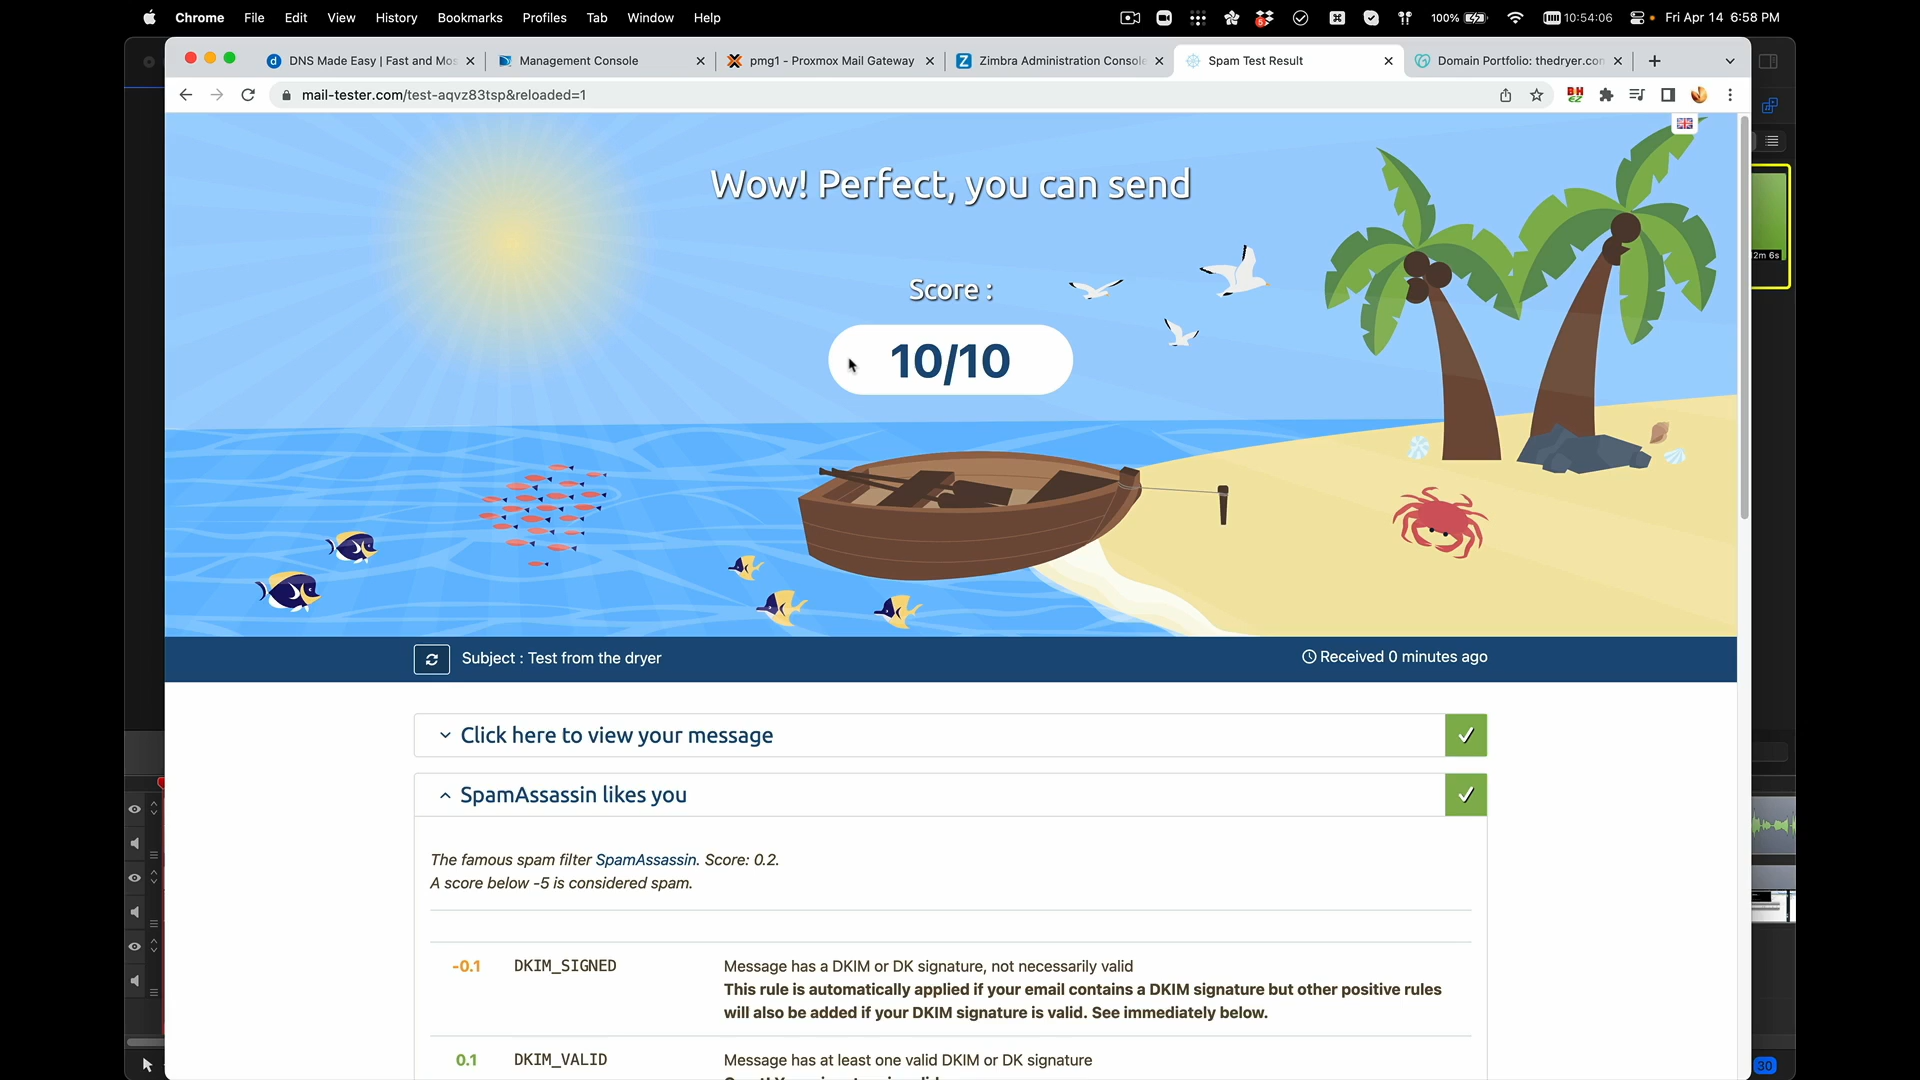 Chrome File Edit View History Bookmarks Profiles Tab Window Help 100% 10:54:06 Fri Apr 14 6:58 PM
DNS Made Easy | Fast and Mos Management Console pmg1 - Proxmox Mail Gateway Zimbra Administration Console Spam Test Result Domain Portfolio: thedryer.con
mail-tester.com/test-aqvz83tsp&reloaded=1
Wow! Perfect, you can send
Score :
10/10
2m 6s
Subject : Test from the dryer Received 0 minutes ago
Click here to view your message
SpamAssassin likes you
The famous spam filter SpamAssassin. Score: 0.2.
A score below -5 is considered spam.
-0.1 DKIM_SIGNED Message has a DKIM or DK signature, not necessarily valid
This rule is automatically applied if your email contains a DKIM signature but other positive rules
will also be added if your DKIM signature is valid. See immediately below.
0.1 DKIM_VALID Message has at least one valid DKIM or DK signature
30